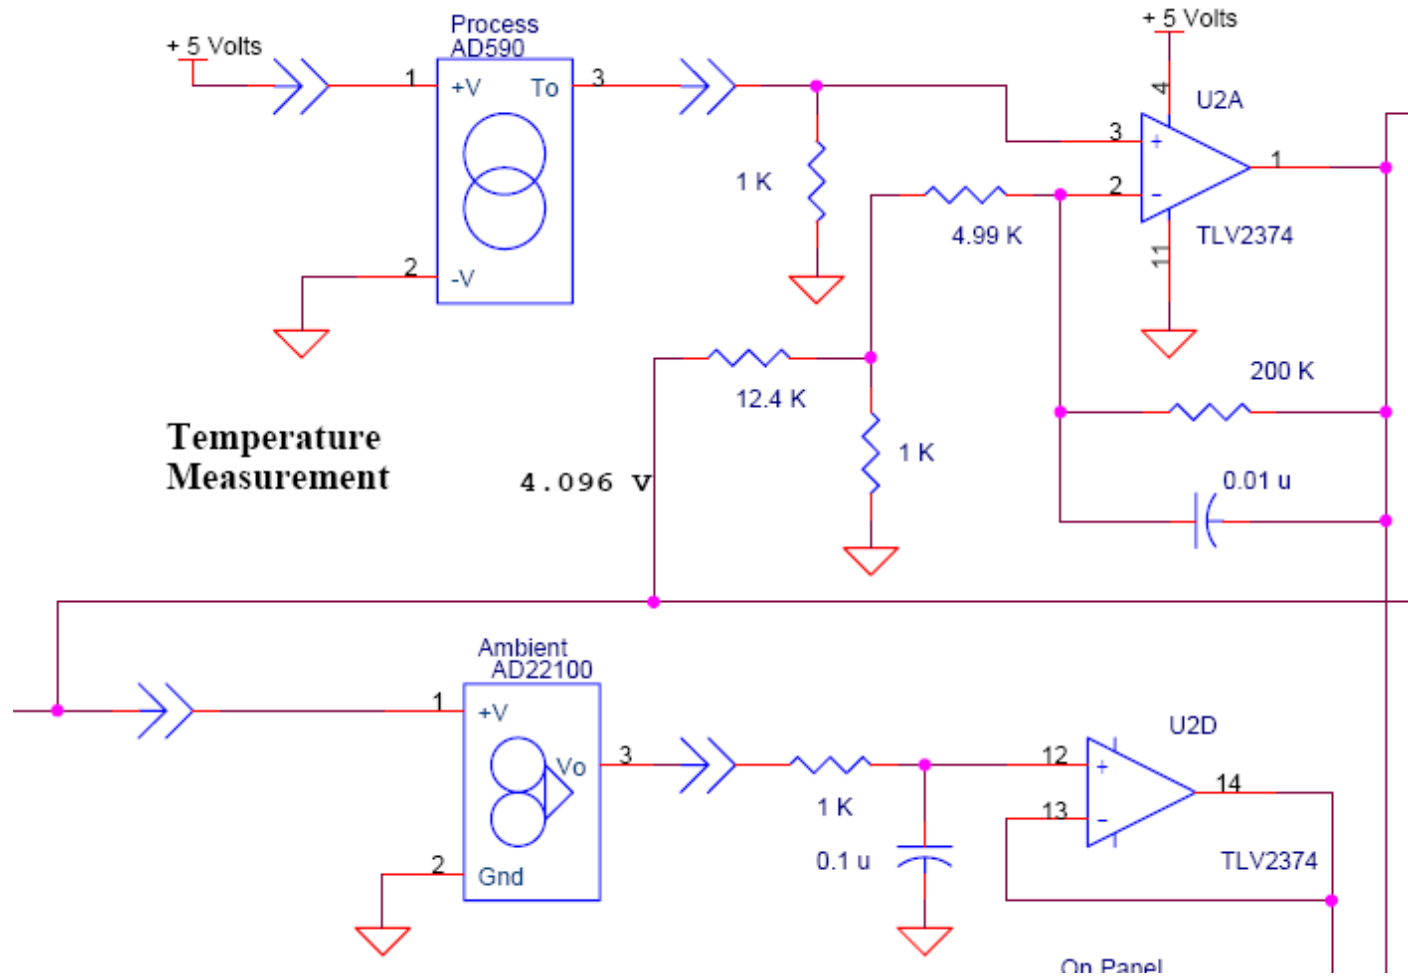 + 5 Volts
Process
AD590
+ 5 Volts
1
+V
To
3
4
U2A
3
+
1 K
2
-
1
4.99 K
TLV2374
2
-V
11
12.4 K
200 K
Temperature
Measurement
1 K
4.096 v
0.01 u
Ambient
AD22100
1
+V
U2D
Vo
3
12
+
14
1 K
13
-
0.1 u
TLV2374
2
Gnd
On Panel